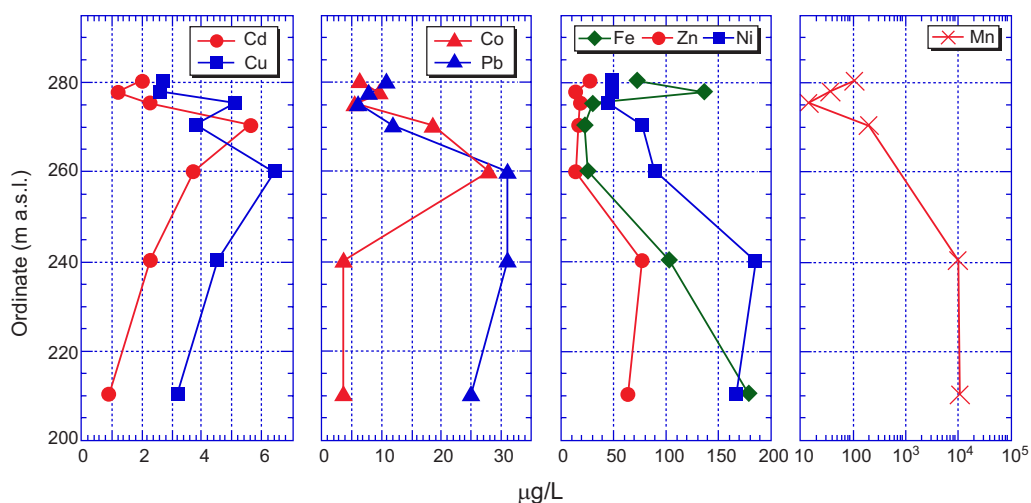 Cd
Cu
Co
Pb
Fe Zn Ni
Mn
Ordinate (m a.s.l.)
280
260
240
220
200
0 2 4 6
0 10 20 30
0 50 100 150 200
10 100 10³ 10⁴ 10⁵
μg/L